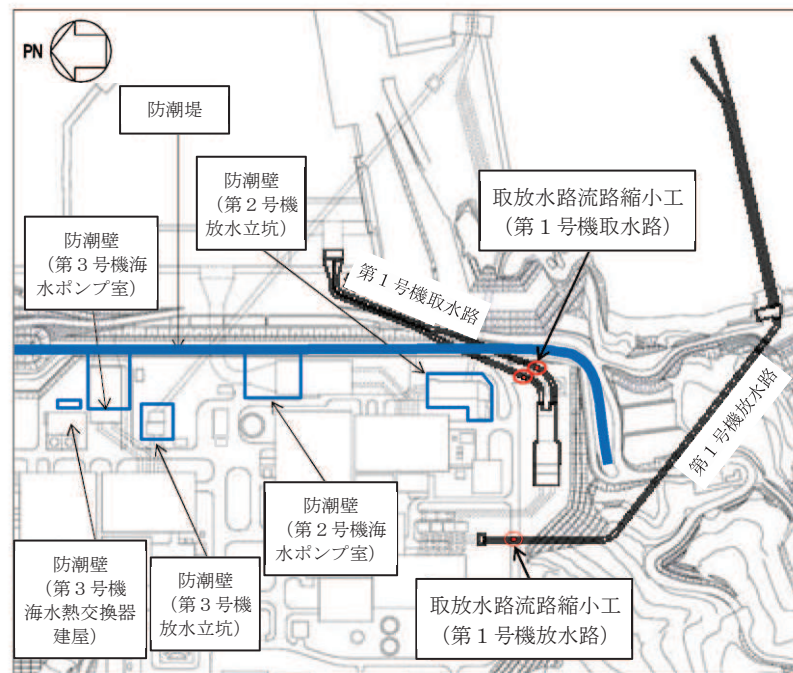 PN
防潮堤
防潮壁
（第２号機
放水立坑）
取放水路流路縮小工
（第１号機取水路）
防潮壁
（第３号機海
水ポンプ室）
第１号機取水路
第１号機放水路
防潮壁
（第２号機海
水ポンプ室）
防潮壁
（第３号機
海水熱交換器
建屋）
防潮壁
（第３号機
放水立坑）
取放水路流路縮小工
（第１号機放水路）